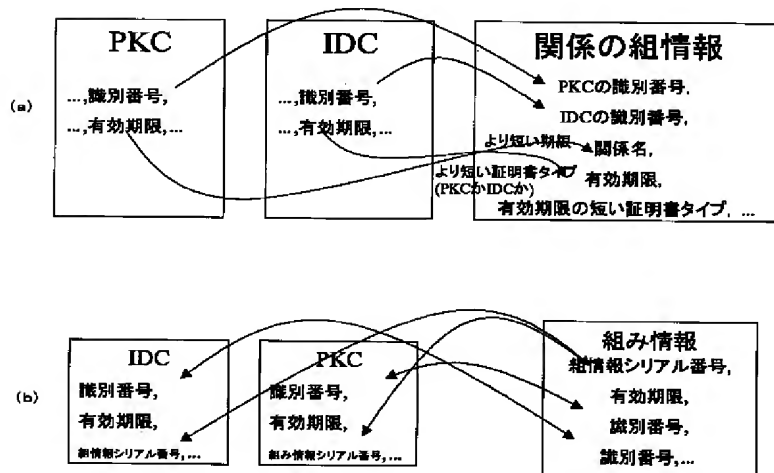 (a)
PKC
…,識別番号,
…,有効期限,…
IDC
…,識別番号,
…,有効期限,…
関係の組情報
PKCの識別番号,
IDCの識別番号,
より短い期限
関係名,
より短い証明書タイプ
(PKCかIDCか)
有効期限,
有効期限の短い証明書タイプ, …
(b)
IDC
識別番号,
有効期限,
組情報シリアル番号,…
PKC
識別番号,
有効期限,
組み情報シリアル番号,…
組み情報
組情報シリアル番号,
有効期限,
識別番号,
識別番号,…